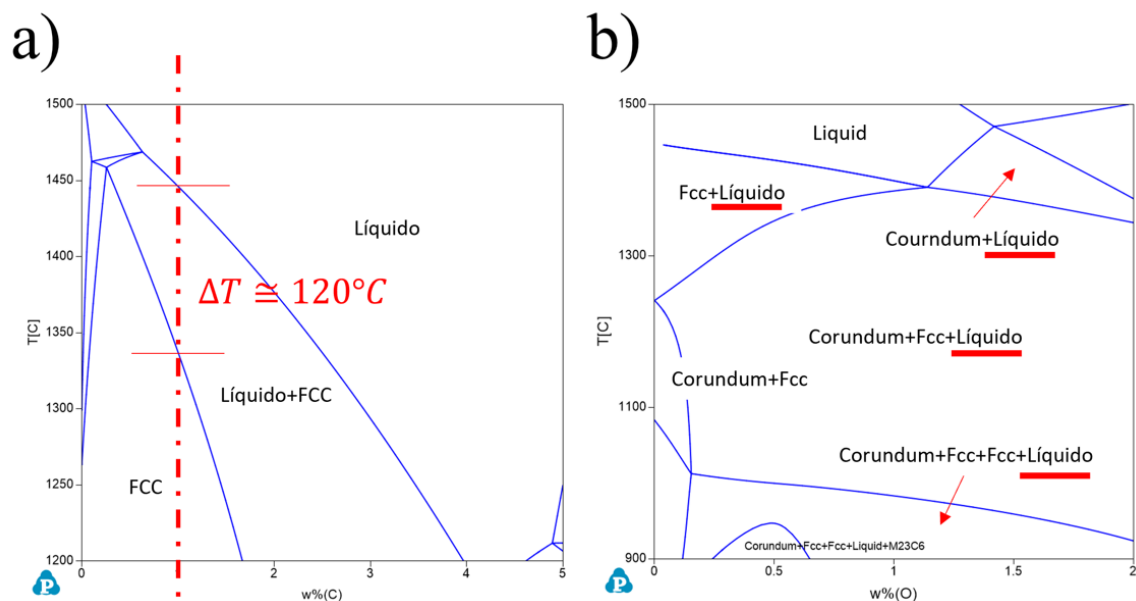 a)
1500
1450
1400
1350
1300
1250
1200
T[C]
0
1
2
3
4
5
w%(C)
Líquido
ΔT ≅ 120°C
Líquido+FCC
FCC
P
b)
1500
1300
1100
900
T[C]
0
0.5
1
1.5
2
w%(O)
Liquid
Fcc+Líquido
Courndum+Líquido
Corundum+Fcc+Líquido
Corundum+Fcc
Corundum+Fcc+Fcc+Líquido
Corundum+Fcc+Fcc+Liquid+M23C6
P